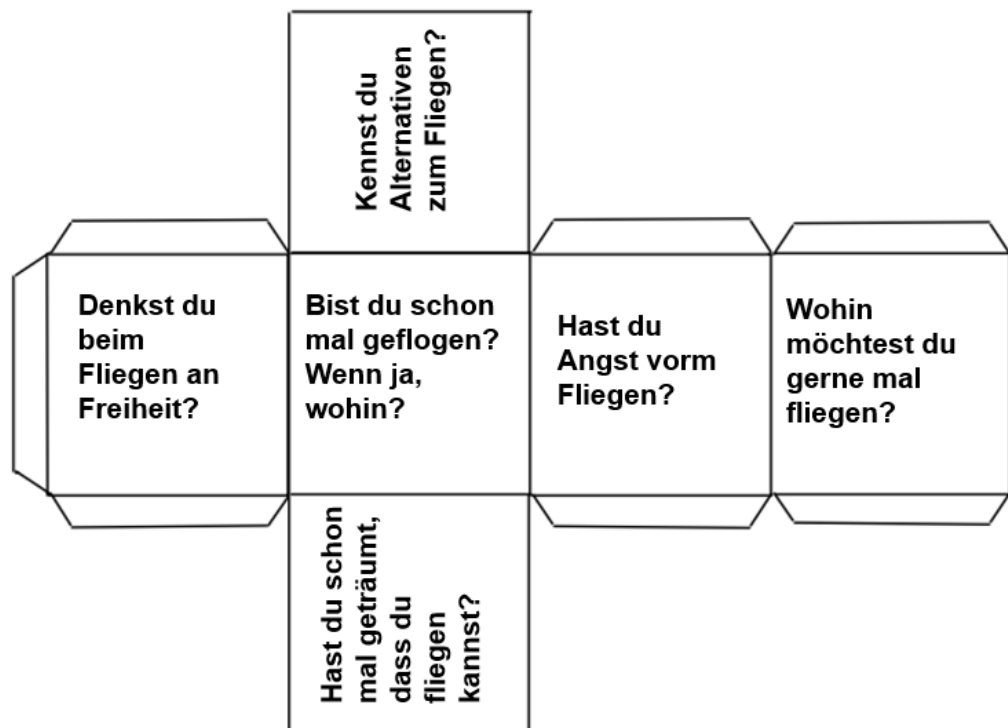 Kennst du
Alternativen
zum Fliegen?
Denkst du
beim
Fliegen an
Freiheit?
Bist du schon
mal geflogen?
Wenn ja,
wohin?
Hast du
Angst vorm
Fliegen?
Wohin
möchtest du
gerne mal
fliegen?
Hast du schon
mal geträumt,
dass du
fliegen
kannst?